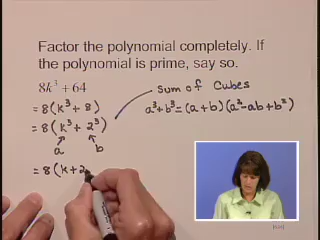 Factor the polynomial completely. If
the polynomial is prime, say so.
8k³ + 64
Sum of Cubes
= 8(k³ + 8)
a³+b³ = (a+b)(a²-ab+b²)
= 8(k³ + 2³)
a b
= 8(k+2